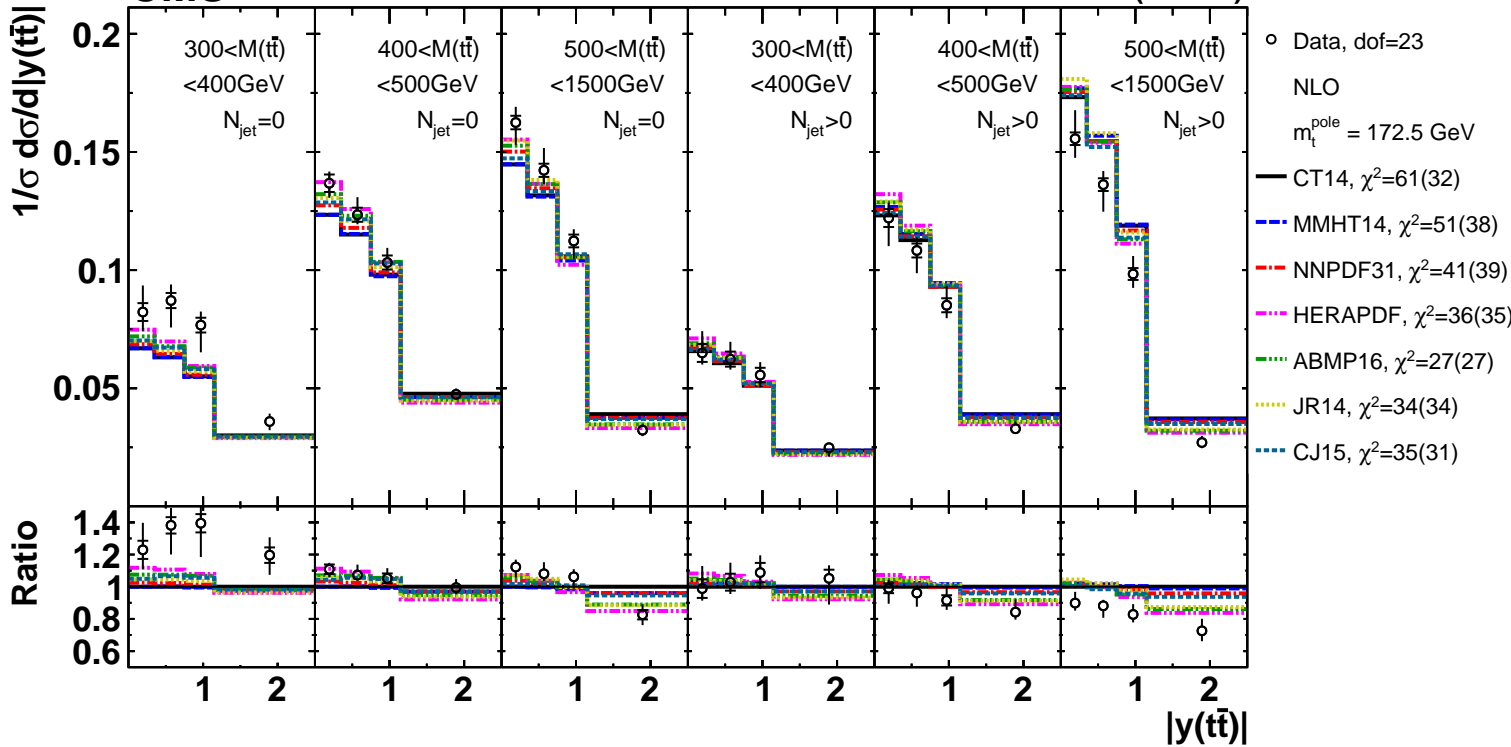 1/σ dσ/d|y(tt̄)|
0.2
0.15
0.1
0.05
300<M(tt̄)
<400GeV
N_jet=0
400<M(tt̄)
<500GeV
N_jet=0
500<M(tt̄)
<1500GeV
N_jet=0
300<M(tt̄)
<400GeV
N_jet>0
400<M(tt̄)
<500GeV
N_jet>0
500<M(tt̄)
<1500GeV
N_jet>0
Data, dof=23
NLO
m_t^pole = 172.5 GeV
CT14, χ²=61(32)
MMHT14, χ²=51(38)
NNPDF31, χ²=41(39)
HERAPDF, χ²=36(35)
ABMP16, χ²=27(27)
JR14, χ²=34(34)
CJ15, χ²=35(31)
Ratio
1.4
1.2
1
0.8
0.6
1 2 1 2 1 2 1 2 1 2 1 2
|y(tt̄)|